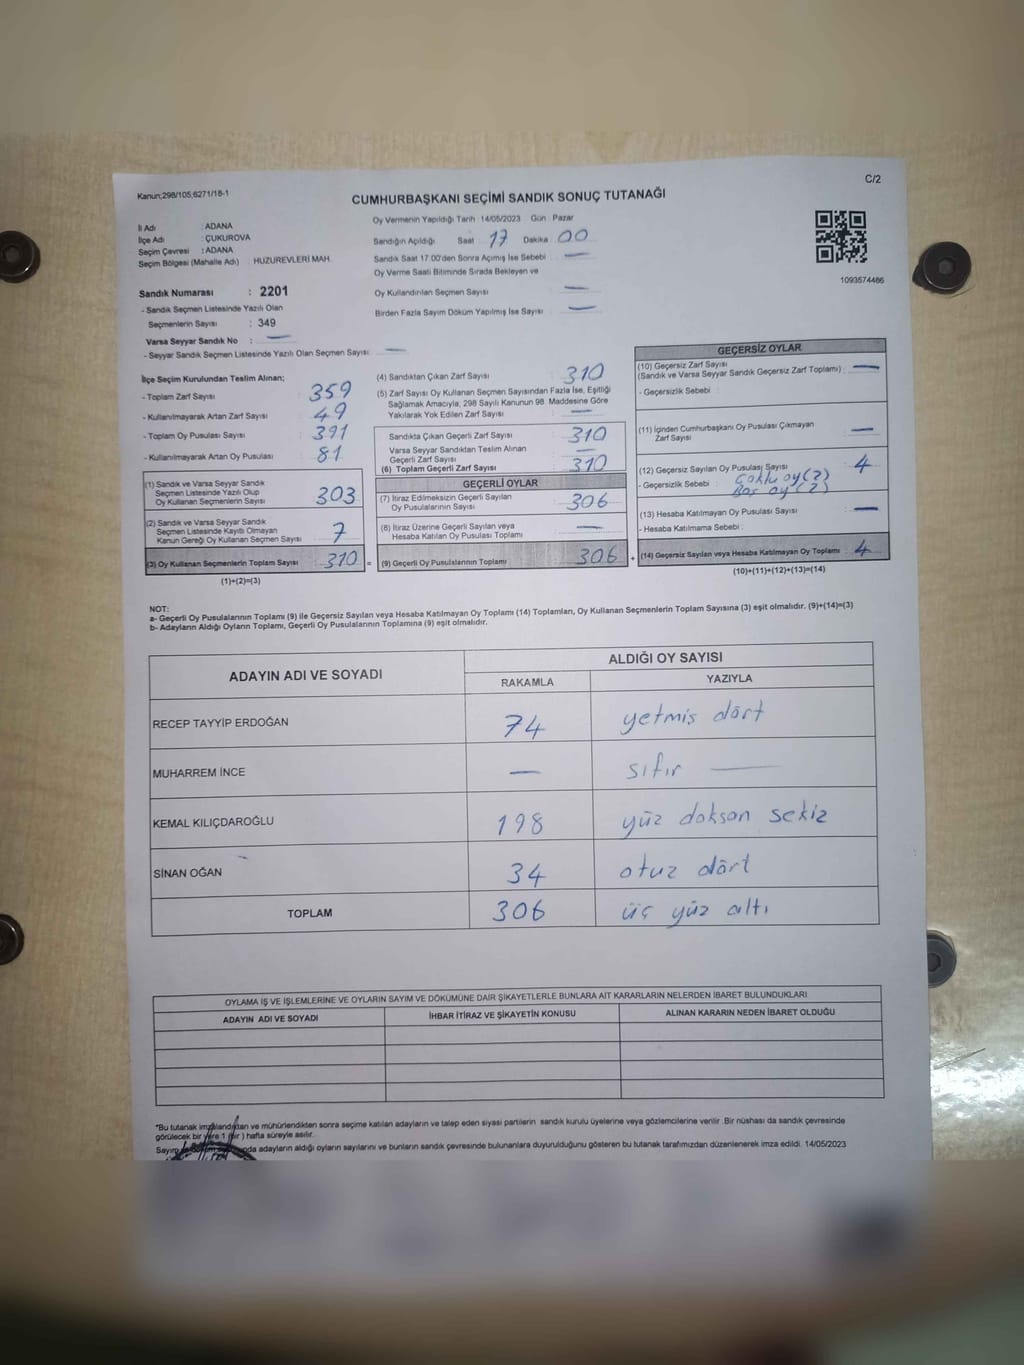 Kanun;298/105,6271/18-1
C/2
CUMHURBAŞKANI SEÇİMİ SANDIK SONUÇ TUTANAĞI
İl Adı : ADANA
İlçe Adı : ÇUKUROVA
Seçim Çevresi : ADANA
Seçim Bölgesi (Mahalle Adı) : HUZUREVLERİ MAH.
Sandık Numarası : 2201
- Sandık Seçmen Listesinde Yazılı Olan
Seçmenlerin Sayısı : 349
Varsa Seyyar Sandık No : —
- Seyyar Sandık Seçmen Listesinde Yazılı Olan Seçmen Sayısı: —
Oy Vermenin Yapıldığı Tarih 14/05/2023 Gün Pazar
Sandığın Açıldığı Saat 17 Dakika 00
Sandık Saat 17.00'den Sonra Açımış İse Sebebi —
Oy Verme Saati Bitiminde Sırada Bekleyen ve
Oy Kullandırılan Seçmen Sayısı —
Birden Fazla Sayım Döküm Yapılmış İse Sayısı —
1093574486
İlçe Seçim Kurulundan Teslim Alınan;
- Toplam Zarf Sayısı : 359
- Kullanılmayarak Artan Zarf Sayısı : 49
- Toplam Oy Pusulası Sayısı : 391
- Kullanılmayarak Artan Oy Pusulası : 81
(1) Sandık ve Varsa Seyyar Sandık
Seçmen Listesinde Yazılı Olup
Oy Kullanan Seçmenlerin Sayısı : 303
(2) Sandık ve Varsa Seyyar Sandık
Seçmen Listesinde Kayıtlı Olmayan
Kanun Gereği Oy Kullanan Seçmen Sayısı : 7
(3) Oy Kullanan Seçmenlerin Toplam Sayısı : 310
(1)+(2)=(3)
(4) Sandıktan Çıkan Zarf Sayısı : 310
(5) Zarf Sayısı Oy Kullanan Seçmen Sayısından Fazla İse, Eşitliği
Sağlamak Amacıyla, 298 Sayılı Kanunun 98. Maddesine Göre
Yakılarak Yok Edilen Zarf Sayısı : —
Sandıkta Çıkan Geçerli Zarf Sayısı : 310
Varsa Seyyar Sandıktan Teslim Alınan
Geçerli Zarf Sayısı : —
(6) Toplam Geçerli Zarf Sayısı : 310
GEÇERLİ OYLAR
(7) İtiraz Edilmeksizin Geçerli Sayılan
Oy Pusulalarının Sayısı : 306
(8) İtiraz Üzerine Geçerli Sayılan veya
Hesaba Katılan Oy Pusulası Toplamı : —
= (9) Geçerli Oy Pusulalarının Toplamı : 306
GEÇERSİZ OYLAR
(10) Geçersiz Zarf Sayısı
(Sandık ve Varsa Seyyar Sandık Geçersiz Zarf Toplamı) : —
- Geçersizlik Sebebi :
(11) İçinden Cumhurbaşkanı Oy Pusulası Çıkmayan
Zarf Sayısı : —
(12) Geçersiz Sayılan Oy Pusulası Sayısı : 4
- Geçersizlik Sebebi : Çoklu oy (2)
Boş oy (2)
(13) Hesaba Katılmayan Oy Pusulası Sayısı : —
- Hesaba Katılmama Sebebi :
+ (14) Geçersiz Sayılan veya Hesaba Katılmayan Oy Toplamı : 4
(10)+(11)+(12)+(13)=(14)
NOT:
a- Geçerli Oy Pusulalarının Toplamı (9) ile Geçersiz Sayılan veya Hesaba Katılmayan Oy Toplamı (14) Toplamları, Oy Kullanan Seçmenlerin Toplam Sayısına (3) eşit olmalıdır. (9)+(14)=(3)
b- Adayların Aldığı Oyların Toplamı, Geçerli Oy Pusulalarının Toplamına (9) eşit olmalıdır.
ADAYIN ADI VE SOYADI
ALDIĞI OY SAYISI
RAKAMLA YAZIYLA
RECEP TAYYİP ERDOĞAN 74 yetmiş dört
MUHARREM İNCE — sıfır —
KEMAL KILIÇDAROĞLU 198 yüz doksan sekiz
SİNAN OĞAN 34 otuz dört
TOPLAM 306 üç yüz altı
OYLAMA İŞ VE İŞLEMLERİNE VE OYLARIN SAYIM VE DÖKÜMÜNE DAİR ŞİKAYETLERLE BUNLARA AİT KARARLARIN NELERDEN İBARET BULUNDUKLARI
ADAYIN ADI VE SOYADI İHBAR İTİRAZ VE ŞİKAYETİN KONUSU ALINAN KARARIN NEDEN İBARET OLDUĞU
*Bu tutanak imzalandıktan ve mühürlendikten sonra seçime katılan adayların ve talep eden siyasi partilerin sandık kurulu üyelerine veya gözlemcilerine verilir. Bir nüshası da sandık çevresinde
görülecek bir yere 1 (bir) hafta süreyle asılır.
adayların aldığı oyların sayılarını ve bunların sandık çevresinde bulunanlara duyurulduğunu gösteren bu tutanak tarafımızdan düzenlenerek imza edildi. 14/05/2023